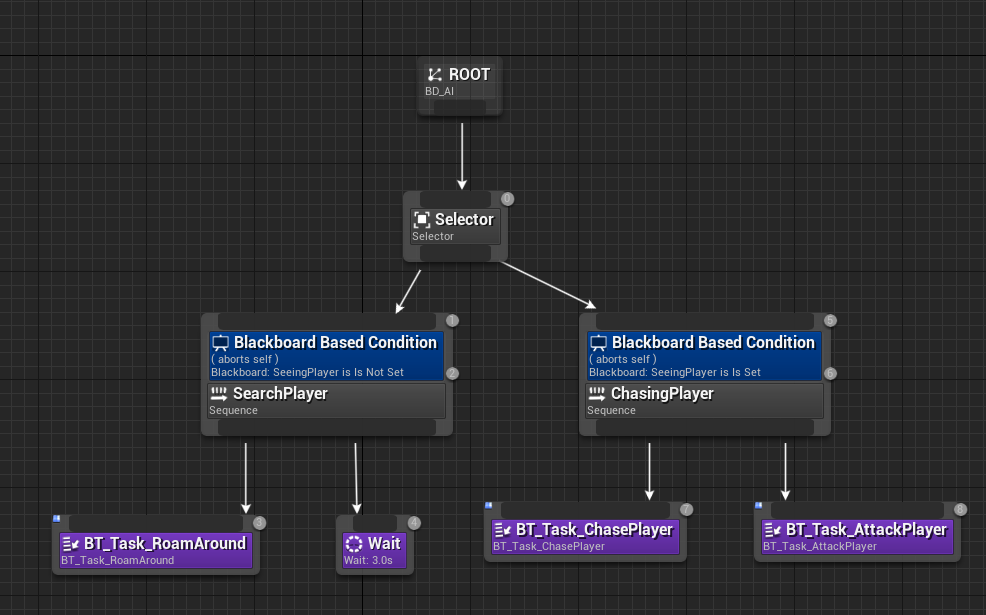 ROOT
BD_AI
0
Selector
Selector
1
Blackboard Based Condition
( aborts self )
Blackboard: SeeingPlayer is Is Not Set
2
SearchPlayer
Sequence
5
Blackboard Based Condition
( aborts self )
Blackboard: SeeingPlayer is Is Set
6
ChasingPlayer
Sequence
3
BT_Task_RoamAround
BT_Task_RoamAround
4
Wait
Wait: 3.0s
7
BT_Task_ChasePlayer
BT_Task_ChasePlayer
8
BT_Task_AttackPlayer
BT_Task_AttackPlayer